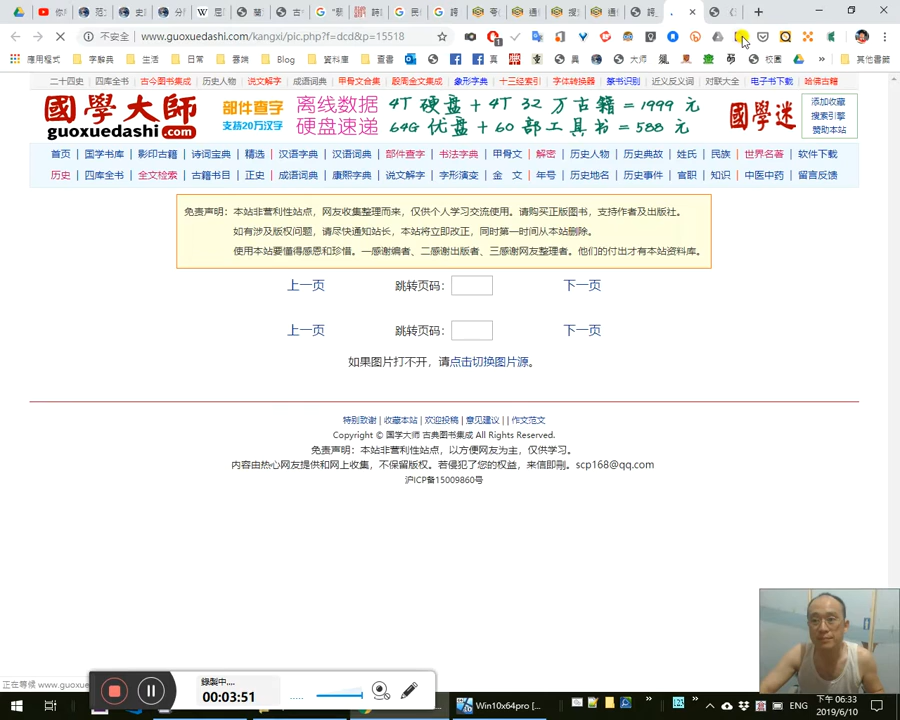 不安全 www.guoxuedashi.com/kangxi/pic.php?f=dcd&p=15518
應用程式 字辭典 生活 日常 雲端 Blog 資料庫 查書 大师 校園 其他書籤
二十四史 四库全书 古今图书集成 历史人物 说文解字 成语词典 甲骨文合集 殷周金文集成 象形字典 十三经索引 字体转换器 篆书识别 近义反义词 对联大全 电子书下载 哈佛古籍
國學大師
guoxuedashi.com
部件查字
支持20万汉字
离线数据
硬盘速递
4T 硬盘 + 4T 32 万古籍 = 1999 元
64G 优盘 + 60 部工具书 = 588 元
國學迷
添加收藏
搜索引擎
赞助本站
首页 | 国学书库 | 影印古籍 | 诗词宝典 | 精选 | 汉语字典 | 汉语词典 | 部件查字 | 书法字典 | 甲骨文 | 解密 | 历史人物 | 历史典故 | 姓氏 | 民族 | 世界名著 | 软件下载
历史 | 四库全书 | 全文检索 | 古籍书目 | 正史 | 成语词典 | 康熙字典 | 说文解字 | 字形演变 | 金 文 | 年号 | 历史地名 | 历史事件 | 官职 | 知识 | 中医中药 | 留言反馈
免责声明：本站非营利性站点，网友收集整理而来，仅供个人学习交流使用。请购买正版图书，支持作者及出版社。
如有涉及版权问题，请尽快通知站长，本站将立即改正，同时第一时间从本站删除。
使用本站要懂得感恩和珍惜。一感谢编者、二感谢出版者、三感谢网友整理者。他们的付出才有本站资料库。
上一页 跳转页码： 下一页
上一页 跳转页码： 下一页
如果图片打不开，请点击切换图片源。
特别致谢 | 收藏本站 | 欢迎投稿 | 意见建议 | | 作文范文
Copyright © 国学大师 古典图书集成 All Rights Reserved.
免责声明：本站非营利性站点，以方便网友为主，仅供学习。
内容由热心网友提供和网上收集，不保留版权。若侵犯了您的权益，来信即刪。scp168@qq.com
沪ICP备15009860号
正在等候 www.guoxue
錄製中....
00:03:51
Win10x64pro [...
ENG
下午 06:33
2019/6/10